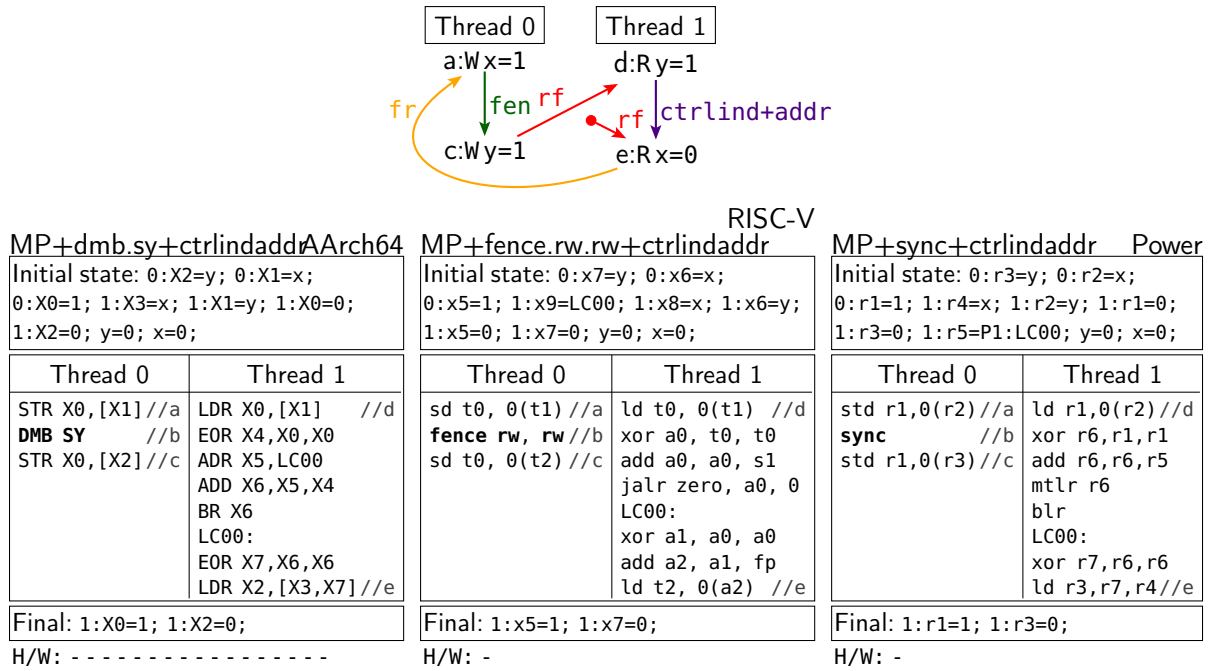 Thread 0 Thread 1
a:W x=1 d:R y=1
fr fen rf rf ctrlind+addr
c:W y=1 e:R x=0
MP+dmb.sy+ctrlindaddr AArch64
Initial state: 0:X2=y; 0:X1=x;
0:X0=1; 1:X3=x; 1:X1=y; 1:X0=0;
1:X2=0; y=0; x=0;
Thread 0 Thread 1
STR X0,[X1]//a LDR X0,[X1] //d
DMB SY //b EOR X4,X0,X0
STR X0,[X2]//c ADR X5,LC00
ADD X6,X5,X4
BR X6
LC00:
EOR X7,X6,X6
LDR X2,[X3,X7]//e
Final: 1:X0=1; 1:X2=0;
H/W: - - - - - - - - - - - - - - - - -
RISC-V
MP+fence.rw.rw+ctrlindaddr
Initial state: 0:x7=y; 0:x6=x;
0:x5=1; 1:x9=LC00; 1:x8=x; 1:x6=y;
1:x5=0; 1:x7=0; y=0; x=0;
Thread 0 Thread 1
sd t0, 0(t1)//a ld t0, 0(t1) //d
fence rw, rw//b xor a0, t0, t0
sd t0, 0(t2)//c add a0, a0, s1
jalr zero, a0, 0
LC00:
xor a1, a0, a0
add a2, a1, fp
ld t2, 0(a2) //e
Final: 1:x5=1; 1:x7=0;
H/W: -
MP+sync+ctrlindaddr Power
Initial state: 0:r3=y; 0:r2=x;
0:r1=1; 1:r4=x; 1:r2=y; 1:r1=0;
1:r3=0; 1:r5=P1:LC00; y=0; x=0;
Thread 0 Thread 1
std r1,0(r2)//a ld r1,0(r2)//d
sync //b xor r6,r1,r1
std r1,0(r3)//c add r6,r6,r5
mtlr r6
blr
LC00:
xor r7,r6,r6
ld r3,r7,r4//e
Final: 1:r1=1; 1:r3=0;
H/W: -